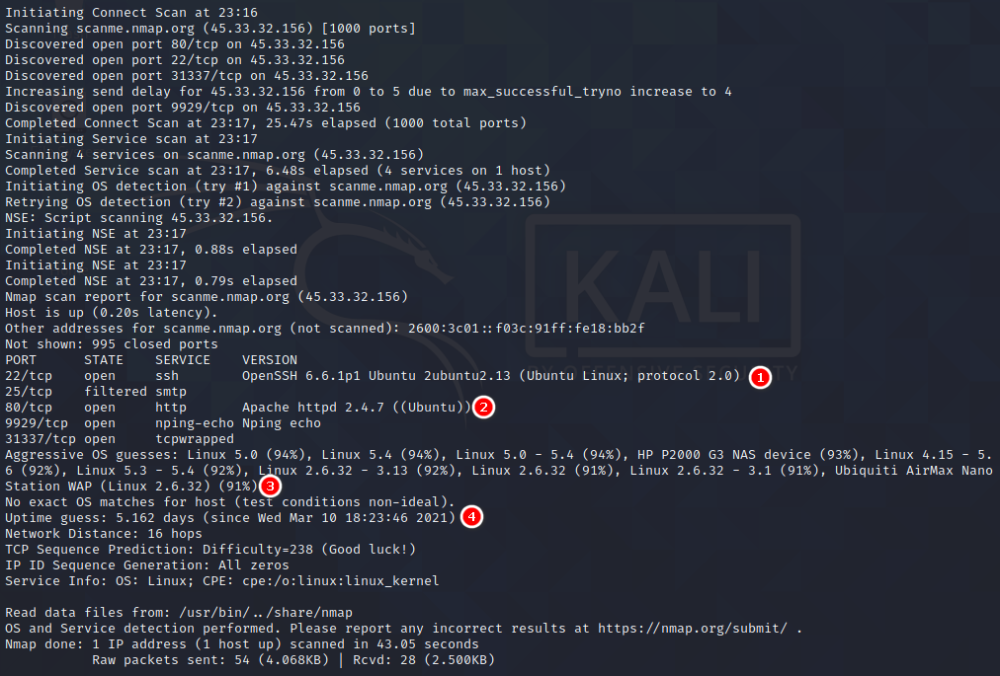 Initiating Connect Scan at 23:16
Scanning scanme.nmap.org (45.33.32.156) [1000 ports]
Discovered open port 80/tcp on 45.33.32.156
Discovered open port 22/tcp on 45.33.32.156
Discovered open port 31337/tcp on 45.33.32.156
Increasing send delay for 45.33.32.156 from 0 to 5 due to max_successful_tryno increase to 4
Discovered open port 9929/tcp on 45.33.32.156
Completed Connect Scan at 23:17, 25.47s elapsed (1000 total ports)
Initiating Service scan at 23:17
Scanning 4 services on scanme.nmap.org (45.33.32.156)
Completed Service scan at 23:17, 6.48s elapsed (4 services on 1 host)
Initiating OS detection (try #1) against scanme.nmap.org (45.33.32.156)
Retrying OS detection (try #2) against scanme.nmap.org (45.33.32.156)
NSE: Script scanning 45.33.32.156.
Initiating NSE at 23:17
Completed NSE at 23:17, 0.88s elapsed
Initiating NSE at 23:17
Completed NSE at 23:17, 0.79s elapsed
Nmap scan report for scanme.nmap.org (45.33.32.156)
Host is up (0.20s latency).
Other addresses for scanme.nmap.org (not scanned): 2600:3c01::f03c:91ff:fe18:bb2f
Not shown: 995 closed ports
PORT      STATE    SERVICE    VERSION
22/tcp    open     ssh        OpenSSH 6.6.1p1 Ubuntu 2ubuntu2.13 (Ubuntu Linux; protocol 2.0) 1
25/tcp    filtered smtp
80/tcp    open     http       Apache httpd 2.4.7 ((Ubuntu)) 2
9929/tcp  open     nping-echo Nping echo
31337/tcp open     tcpwrapped
Aggressive OS guesses: Linux 5.0 (94%), Linux 5.4 (94%), Linux 5.0 - 5.4 (94%), HP P2000 G3 NAS device (93%), Linux 4.15 - 5.
6 (92%), Linux 5.3 - 5.4 (92%), Linux 2.6.32 - 3.13 (92%), Linux 2.6.32 (91%), Linux 2.6.32 - 3.1 (91%), Ubiquiti AirMax Nano
Station WAP (Linux 2.6.32) (91%) 3
No exact OS matches for host (test conditions non-ideal).
Uptime guess: 5.162 days (since Wed Mar 10 18:23:46 2021) 4
Network Distance: 16 hops
TCP Sequence Prediction: Difficulty=238 (Good luck!)
IP ID Sequence Generation: All zeros
Service Info: OS: Linux; CPE: cpe:/o:linux:linux_kernel
Read data files from: /usr/bin/../share/nmap
OS and Service detection performed. Please report any incorrect results at https://nmap.org/submit/ .
Nmap done: 1 IP address (1 host up) scanned in 43.05 seconds
           Raw packets sent: 54 (4.068KB) | Rcvd: 28 (2.500KB)
KALI